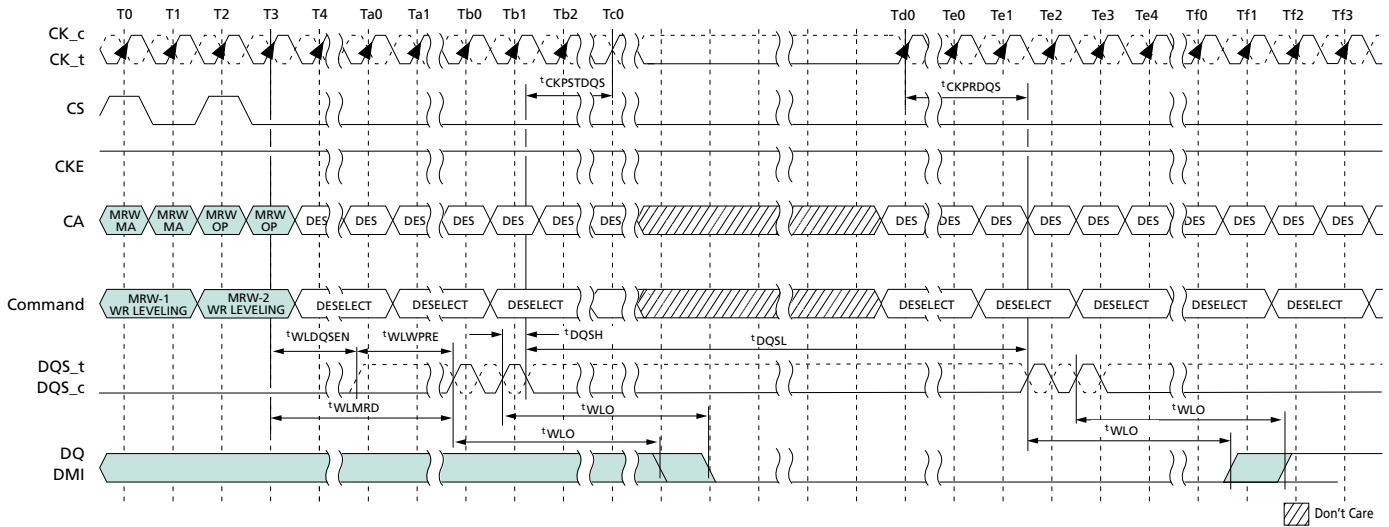 T0 T1 T2 T3 T4 Ta0 Ta1 Tb0 Tb1 Tb2 Tc0 Td0 Te0 Te1 Te2 Te3 Te4 Tf0 Tf1 Tf2 Tf3
CK_c
CK_t
tCKPSTDQS tCKPRDQS
CS
CKE
CA
MRW MA
MRW MA
MRW OP
MRW OP
DES DES DES DES DES DES DES DES DES DES DES DES DES DES DES DES DES
Command
MRW-1 WR LEVELING
MRW-2 WR LEVELING
DESELECT DESELECT DESELECT DESELECT DESELECT DESELECT DESELECT DESELECT
tWLDQSEN tWLWPRE tDQSH tDQSL
DQS_t
DQS_c
tWLMRD tWLO tWLO
tWLO tWLO
DQ
DMI
Don't Care